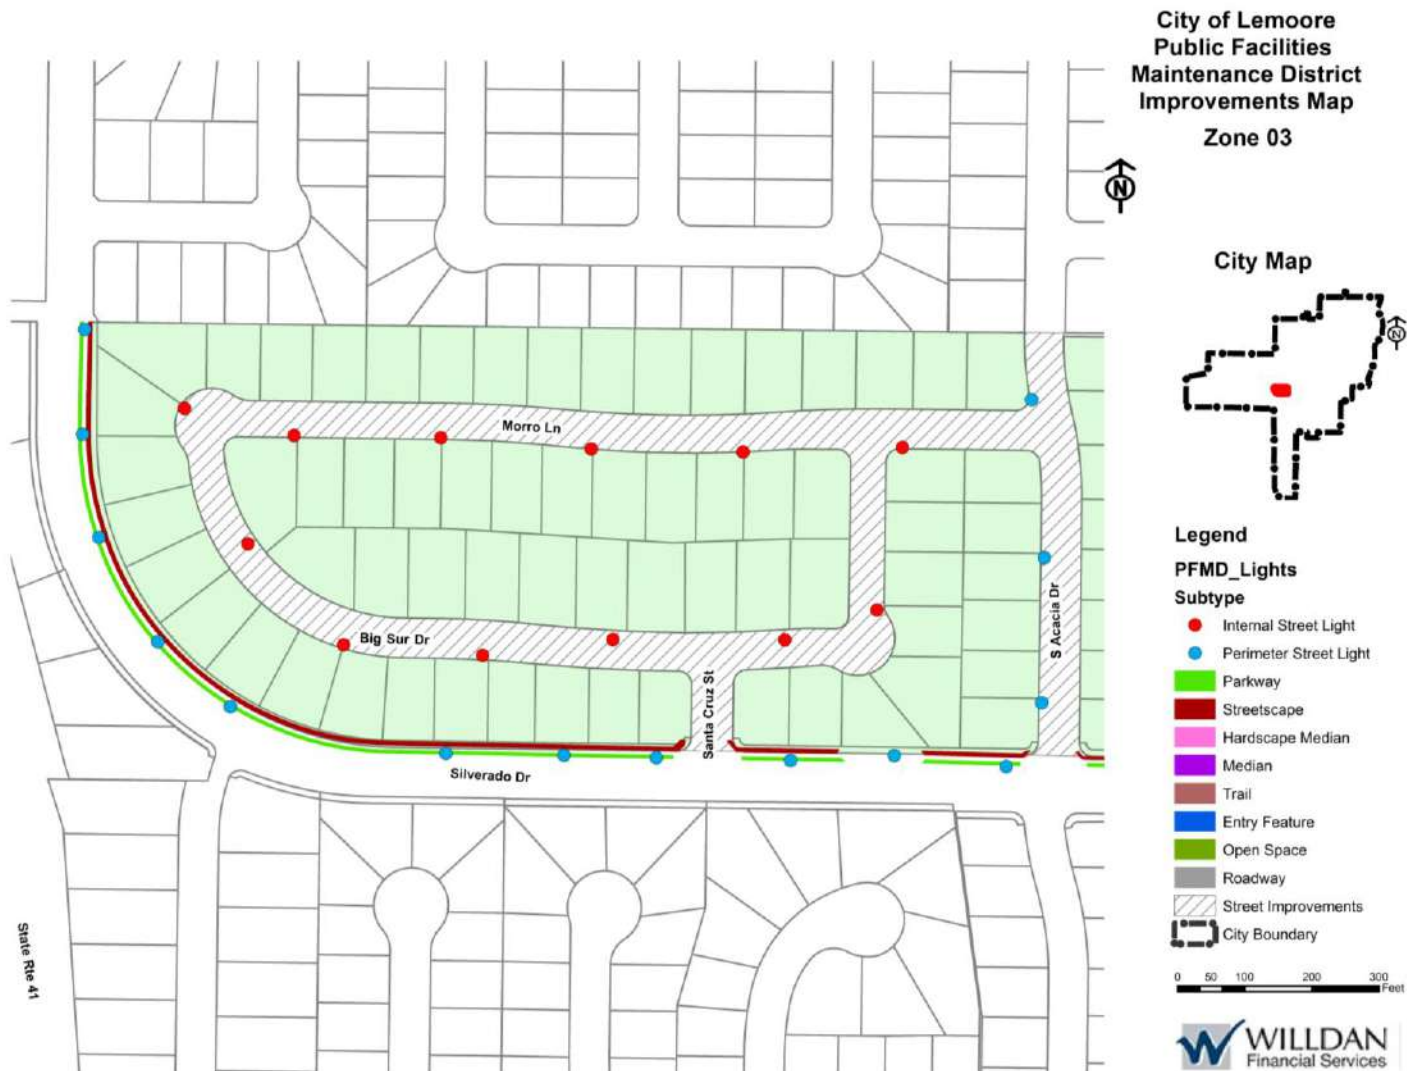 City of Lemoore
Public Facilities
Maintenance District
Improvements Map
Zone 03
N
City Map
N
Morro Ln
Big Sur Dr
Santa Cruz St
S Acacia Dr
Silverado Dr
State Rte 41
Legend
PFMD_Lights
Subtype
Internal Street Light
Perimeter Street Light
Parkway
Streetscape
Hardscape Median
Median
Trail
Entry Feature
Open Space
Roadway
Street Improvements
City Boundary
0 50 100 200 300
Feet
WILLDAN
Financial Services